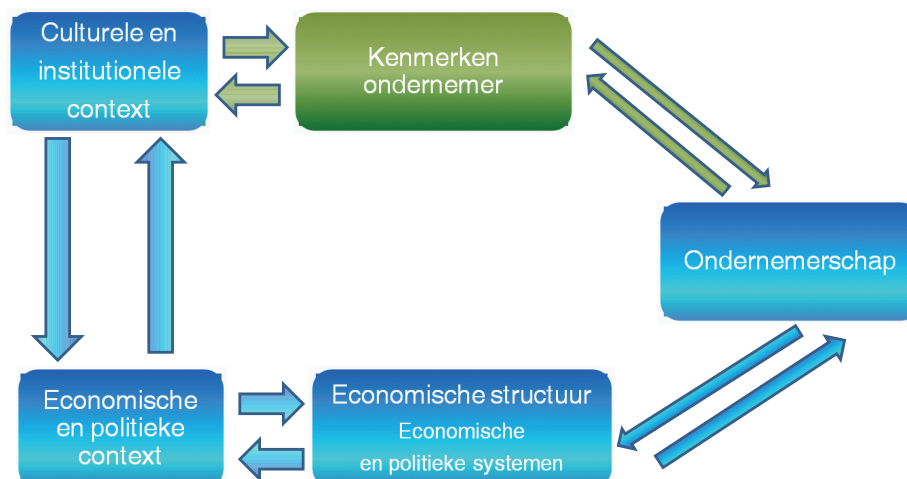 Culturele en
institutionele
context
Kenmerken
ondernemer
Ondernemerschap
Economische
en politieke
context
Economische structuur
Economische
en politieke systemen